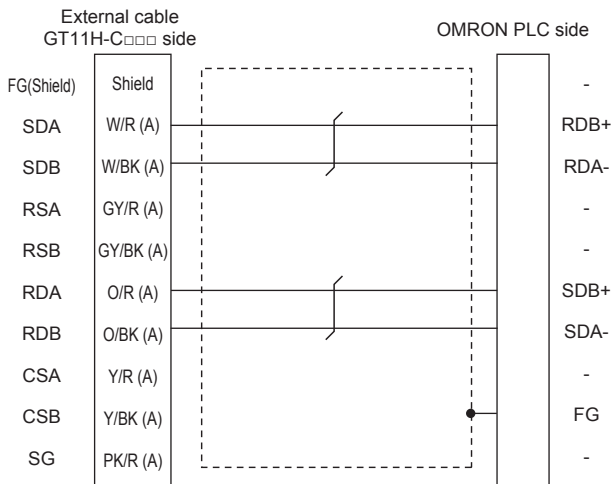 External cable
GT11H-C□□□ side
OMRON PLC side
FG(Shield) Shield -
SDA W/R (A) RDB+
SDB W/BK (A) RDA-
RSA GY/R (A) -
RSB GY/BK (A) -
RDA O/R (A) SDB+
RDB O/BK (A) SDA-
CSA Y/R (A) -
CSB Y/BK (A) FG
SG PK/R (A) -